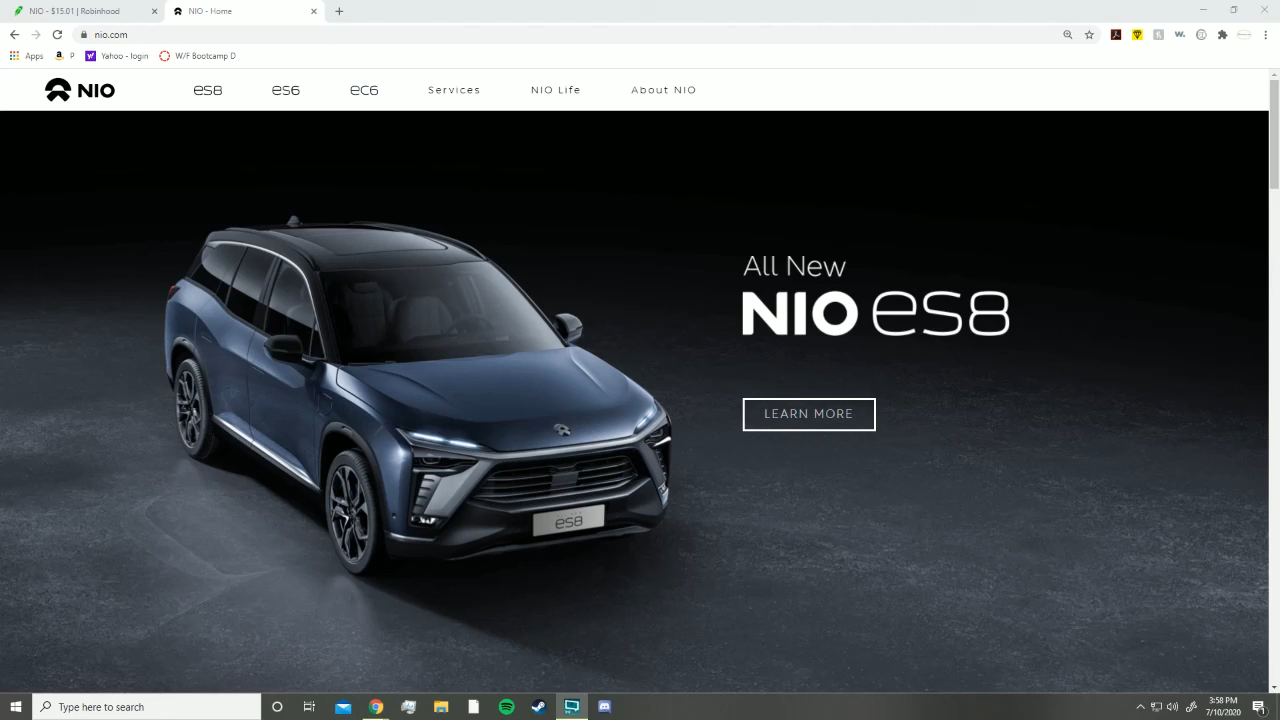 NIO - $15.01 | Robinhood
NIO - Home
nio.com
Apps
P
Yahoo - login
W/F Bootcamp D
NIO
es8
es6
ec6
Services
NIO Life
About NIO
All New
NIO es8
LEARN MORE
es8
Type here to search
3:58 PM
7/10/2020